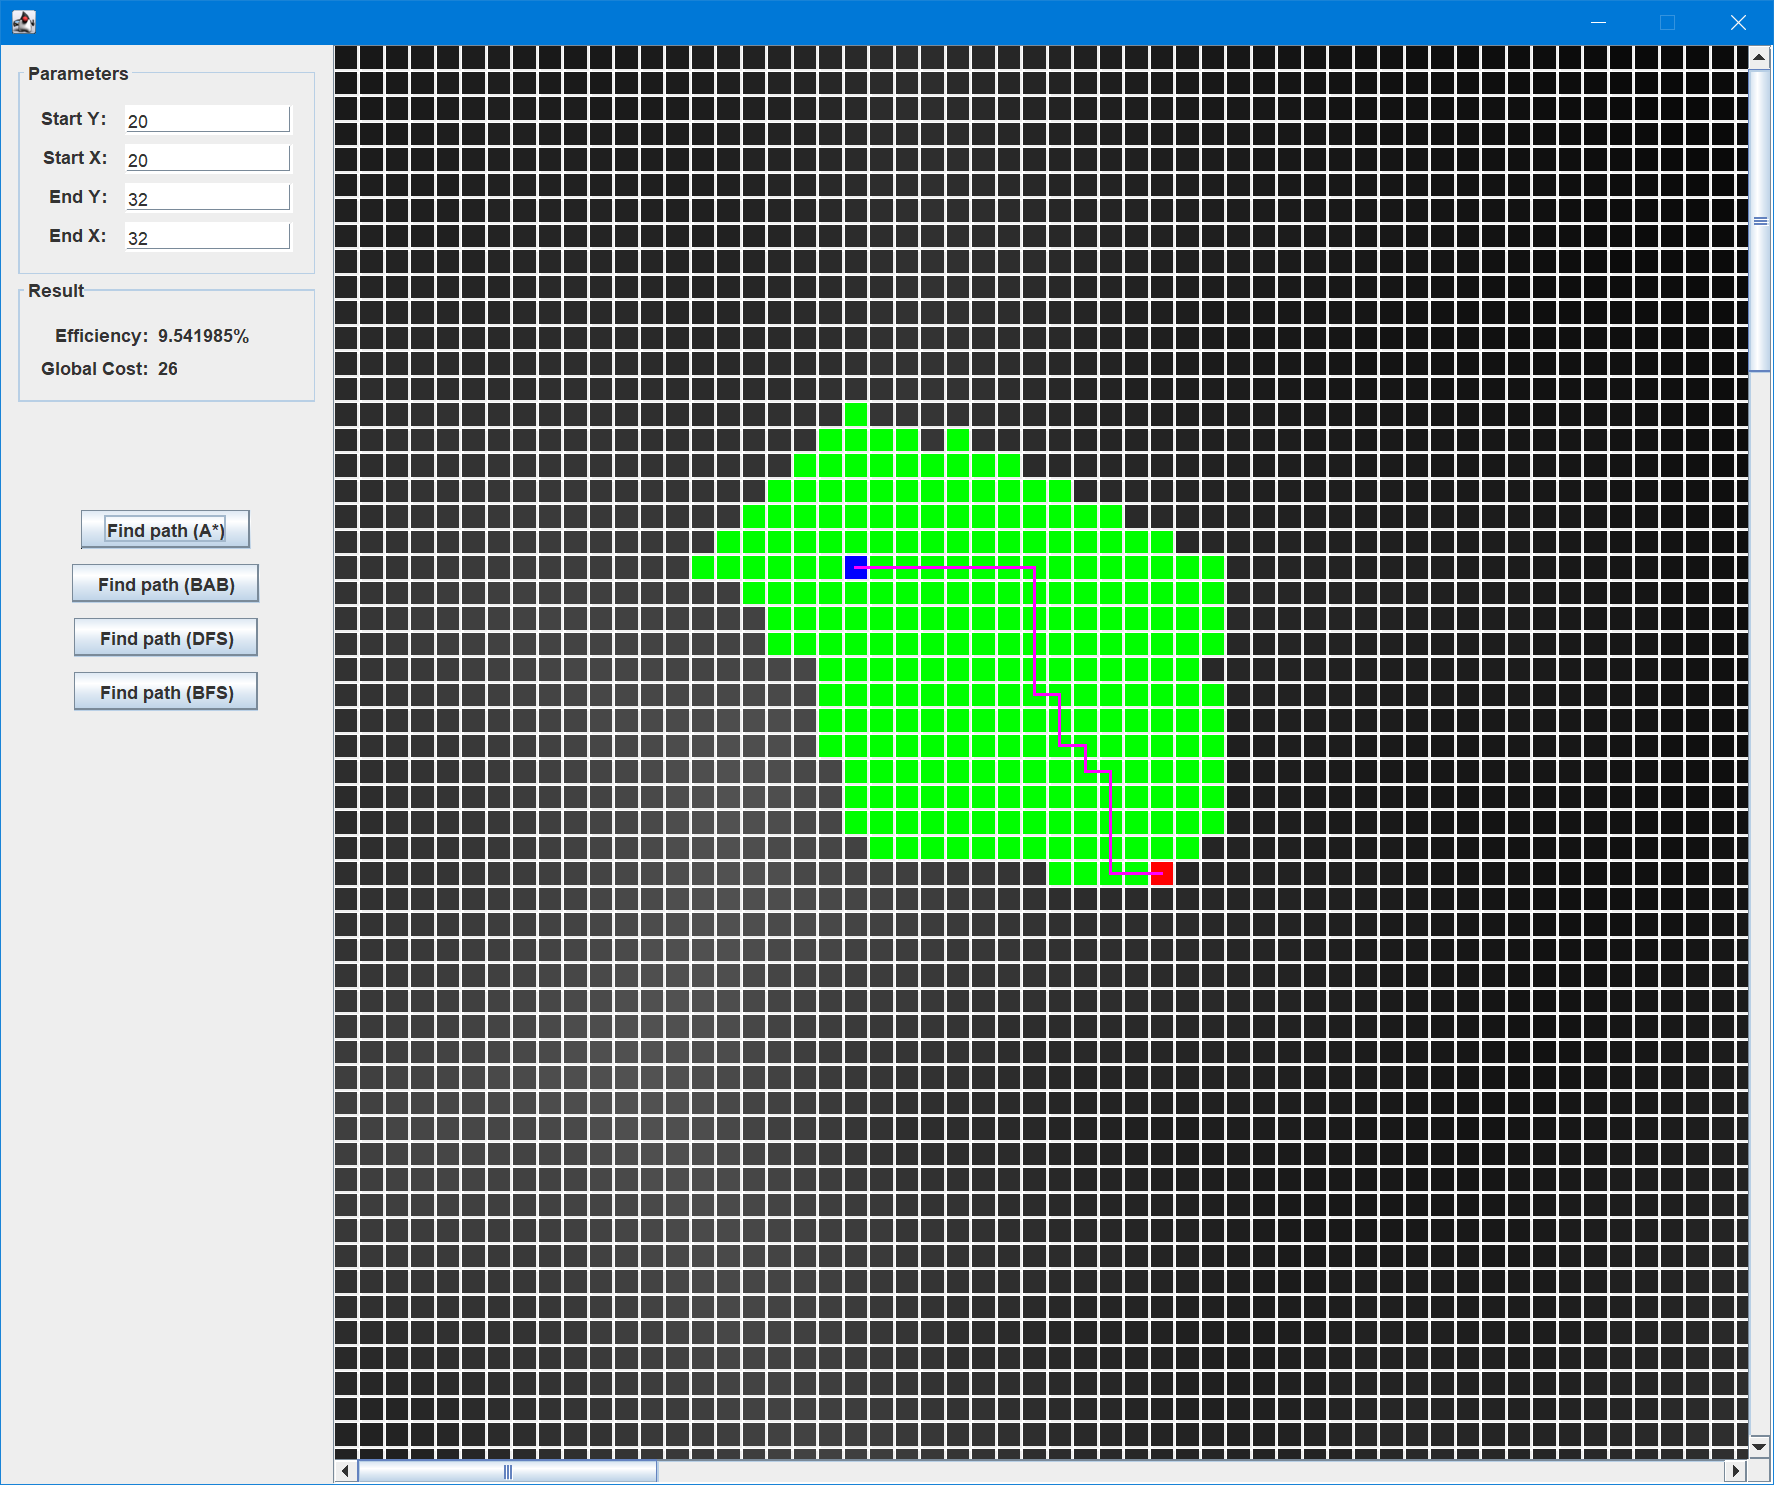 Parameters
Start Y: 20
Start X: 20
End Y: 32
End X: 32
Result
Efficiency: 9.541985%
Global Cost: 26
Find path (A*)
Find path (BAB)
Find path (DFS)
Find path (BFS)